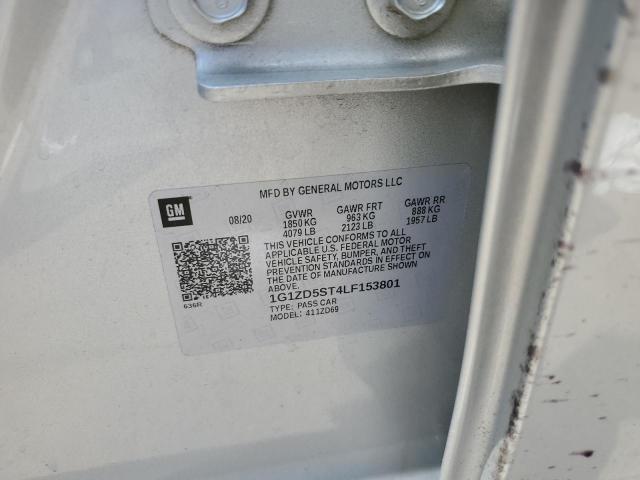 MFD BY GENERAL MOTORS LLC
GM
08/20 GVWR GAWR FRT GAWR RR
1850 KG 963 KG 888 KG
4079 LB 2123 LB 1957 LB
THIS VEHICLE CONFORMS TO ALL
APPLICABLE U.S. FEDERAL MOTOR
VEHICLE SAFETY, BUMPER, AND THEFT
PREVENTION STANDARDS IN EFFECT ON
THE DATE OF MANUFACTURE SHOWN
ABOVE.
1G1ZD5ST4LF153801
TYPE: PASS CAR
MODEL: 411ZD69
636R